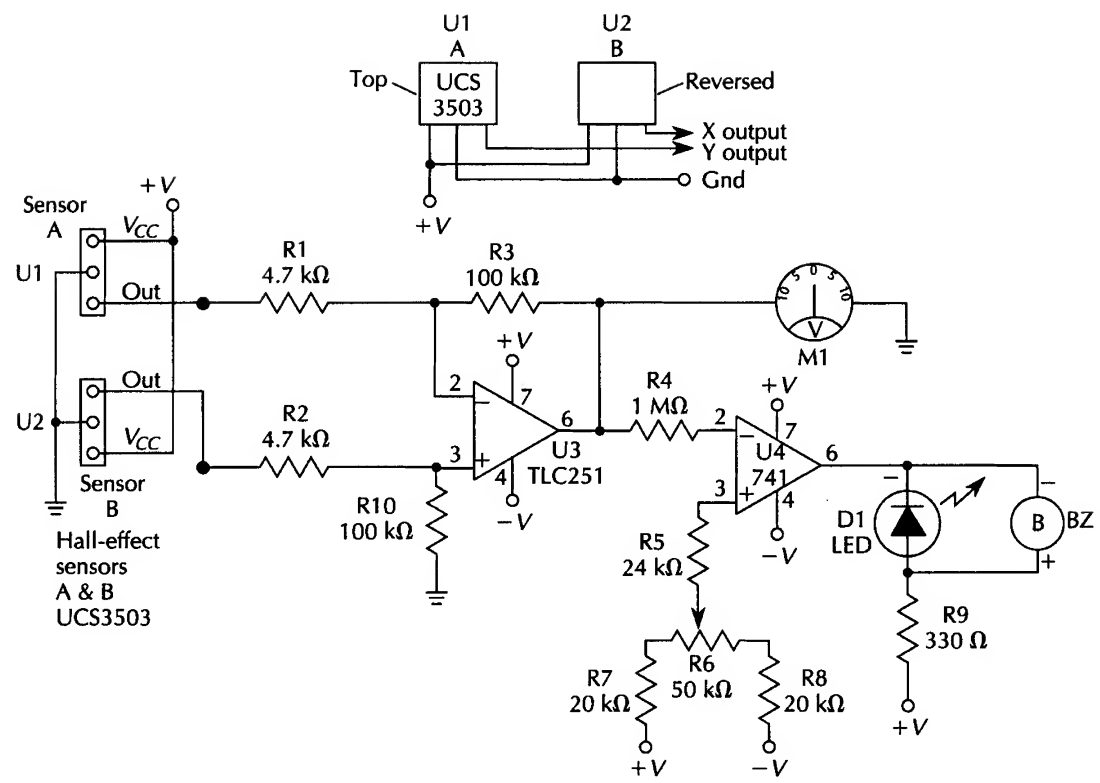 U1
A
U2
B
Top
UCS
3503
Reversed
X output
Y output
Gnd
+V
+V
Sensor
A
VCC
U1
Out
R1
4.7 kΩ
R3
100 kΩ
10 5 0 5 10
V
M1
Out
U2
VCC
Sensor
B
Hall-effect
sensors
A & B
UCS3503
R2
4.7 kΩ
R10
100 kΩ
+V
2
7
−
3
+
6
4
U3
TLC251
−V
R4
1 MΩ
+V
2
7
−
U4
741
3
+
6
4
−V
R5
24 kΩ
R6
50 kΩ
R7
20 kΩ
R8
20 kΩ
+V
−V
−
D1
LED
−
B
BZ
+
R9
330 Ω
+V